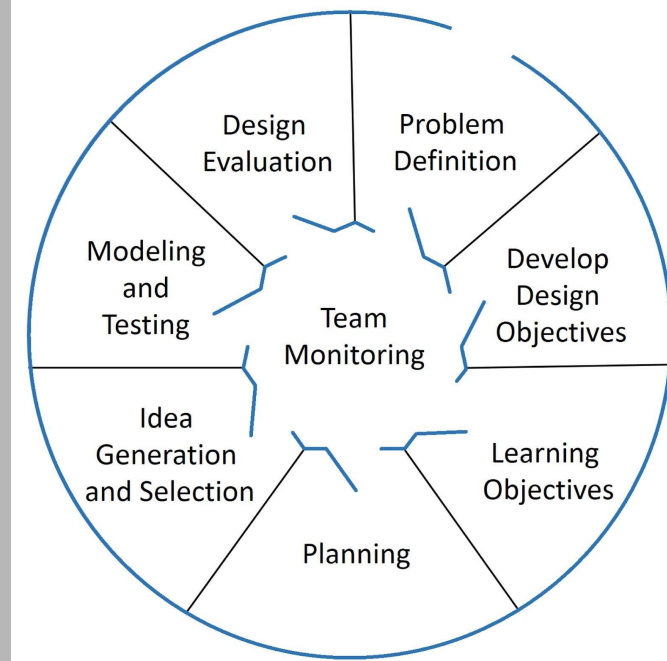 Problem
Definition
Develop
Design
Objectives
Learning
Objectives
Planning
Idea
Generation
and Selection
Modeling
and
Testing
Design
Evaluation
Team
Monitoring